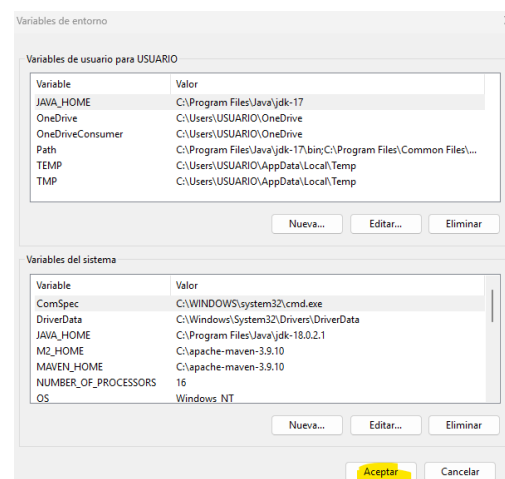 Variables de entorno
Variables de usuario para USUARIO
Variable Valor
JAVA_HOME C:\Program Files\Java\jdk-17
OneDrive C:\Users\USUARIO\OneDrive
OneDriveConsumer C:\Users\USUARIO\OneDrive
Path C:\Program Files\Java\jdk-17\bin;C:\Program Files\Common Files\...
TEMP C:\Users\USUARIO\AppData\Local\Temp
TMP C:\Users\USUARIO\AppData\Local\Temp
Nueva... Editar... Eliminar
Variables del sistema
Variable Valor
ComSpec C:\WINDOWS\system32\cmd.exe
DriverData C:\Windows\System32\Drivers\DriverData
JAVA_HOME C:\Program Files\Java\jdk-18.0.2.1
M2_HOME C:\apache-maven-3.9.10
MAVEN_HOME C:\apache-maven-3.9.10
NUMBER_OF_PROCESSORS 16
OS Windows_NT
Nueva... Editar... Eliminar
Aceptar Cancelar